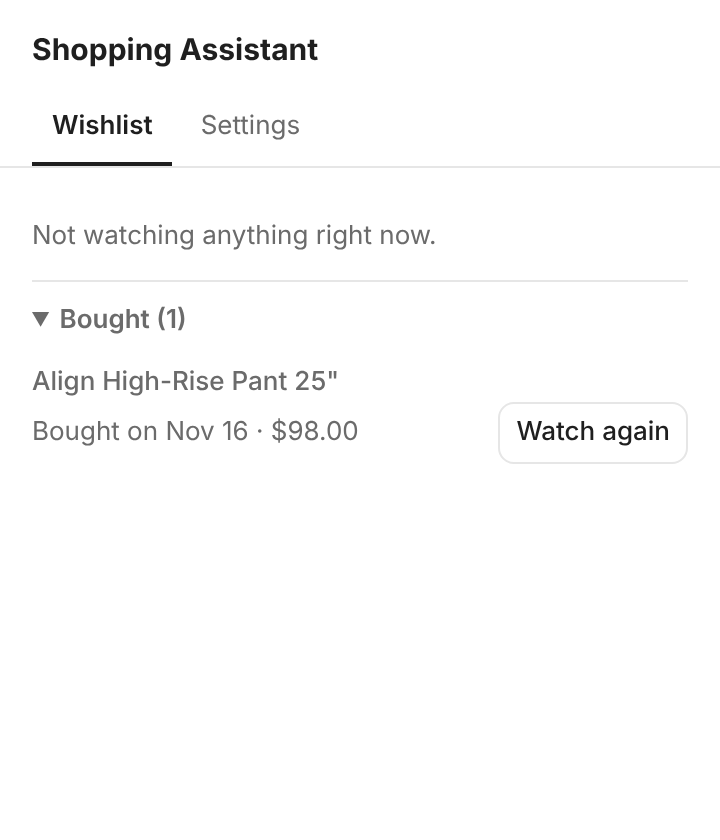 Shopping Assistant
Wishlist Settings
Not watching anything right now.
▼ Bought (1)
Align High-Rise Pant 25"
Bought on Nov 16 · $98.00 Watch again